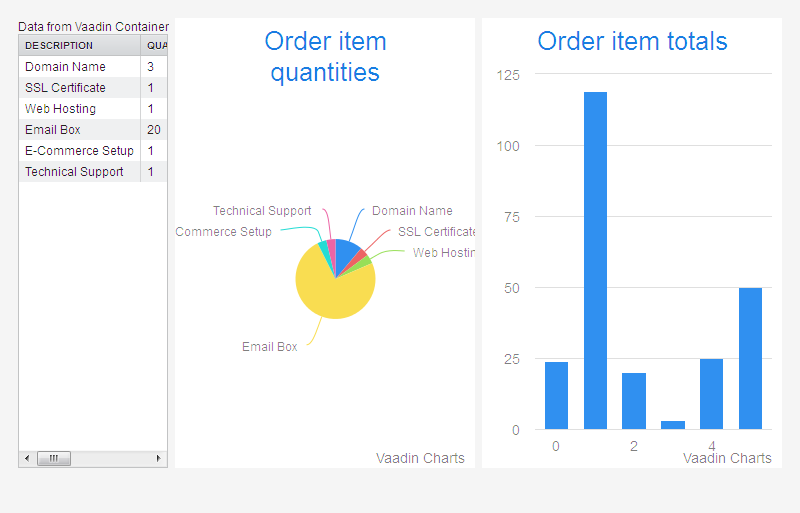 Data from Vaadin Container
DESCRIPTION QUA
Domain Name 3
SSL Certificate 1
Web Hosting 1
Email Box 20
E-Commerce Setup 1
Technical Support 1
Order item
quantities
Technical Support
Domain Name
Commerce Setup
SSL Certificate
Web Hostin
Email Box
Vaadin Charts
Order item totals
125
100
75
50
25
0
0 2 4
Vaadin Charts